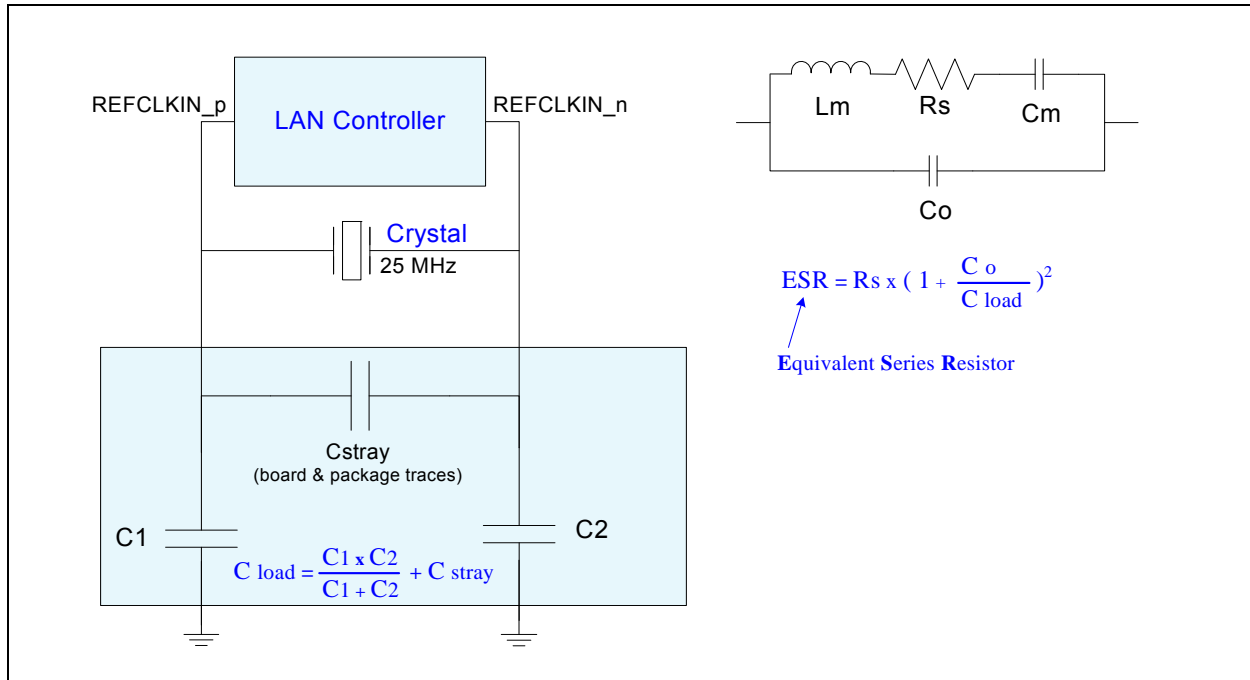 REFCLKIN_p
LAN Controller
REFCLKIN_n
Crystal
25 MHz
Cstray
(board & package traces)
C1
C2
C load = C1 x C2 / C1 + C2 + C stray
Lm
Rs
Cm
Co
ESR = Rs x ( 1 + C o / C load )²
Equivalent Series Resistor